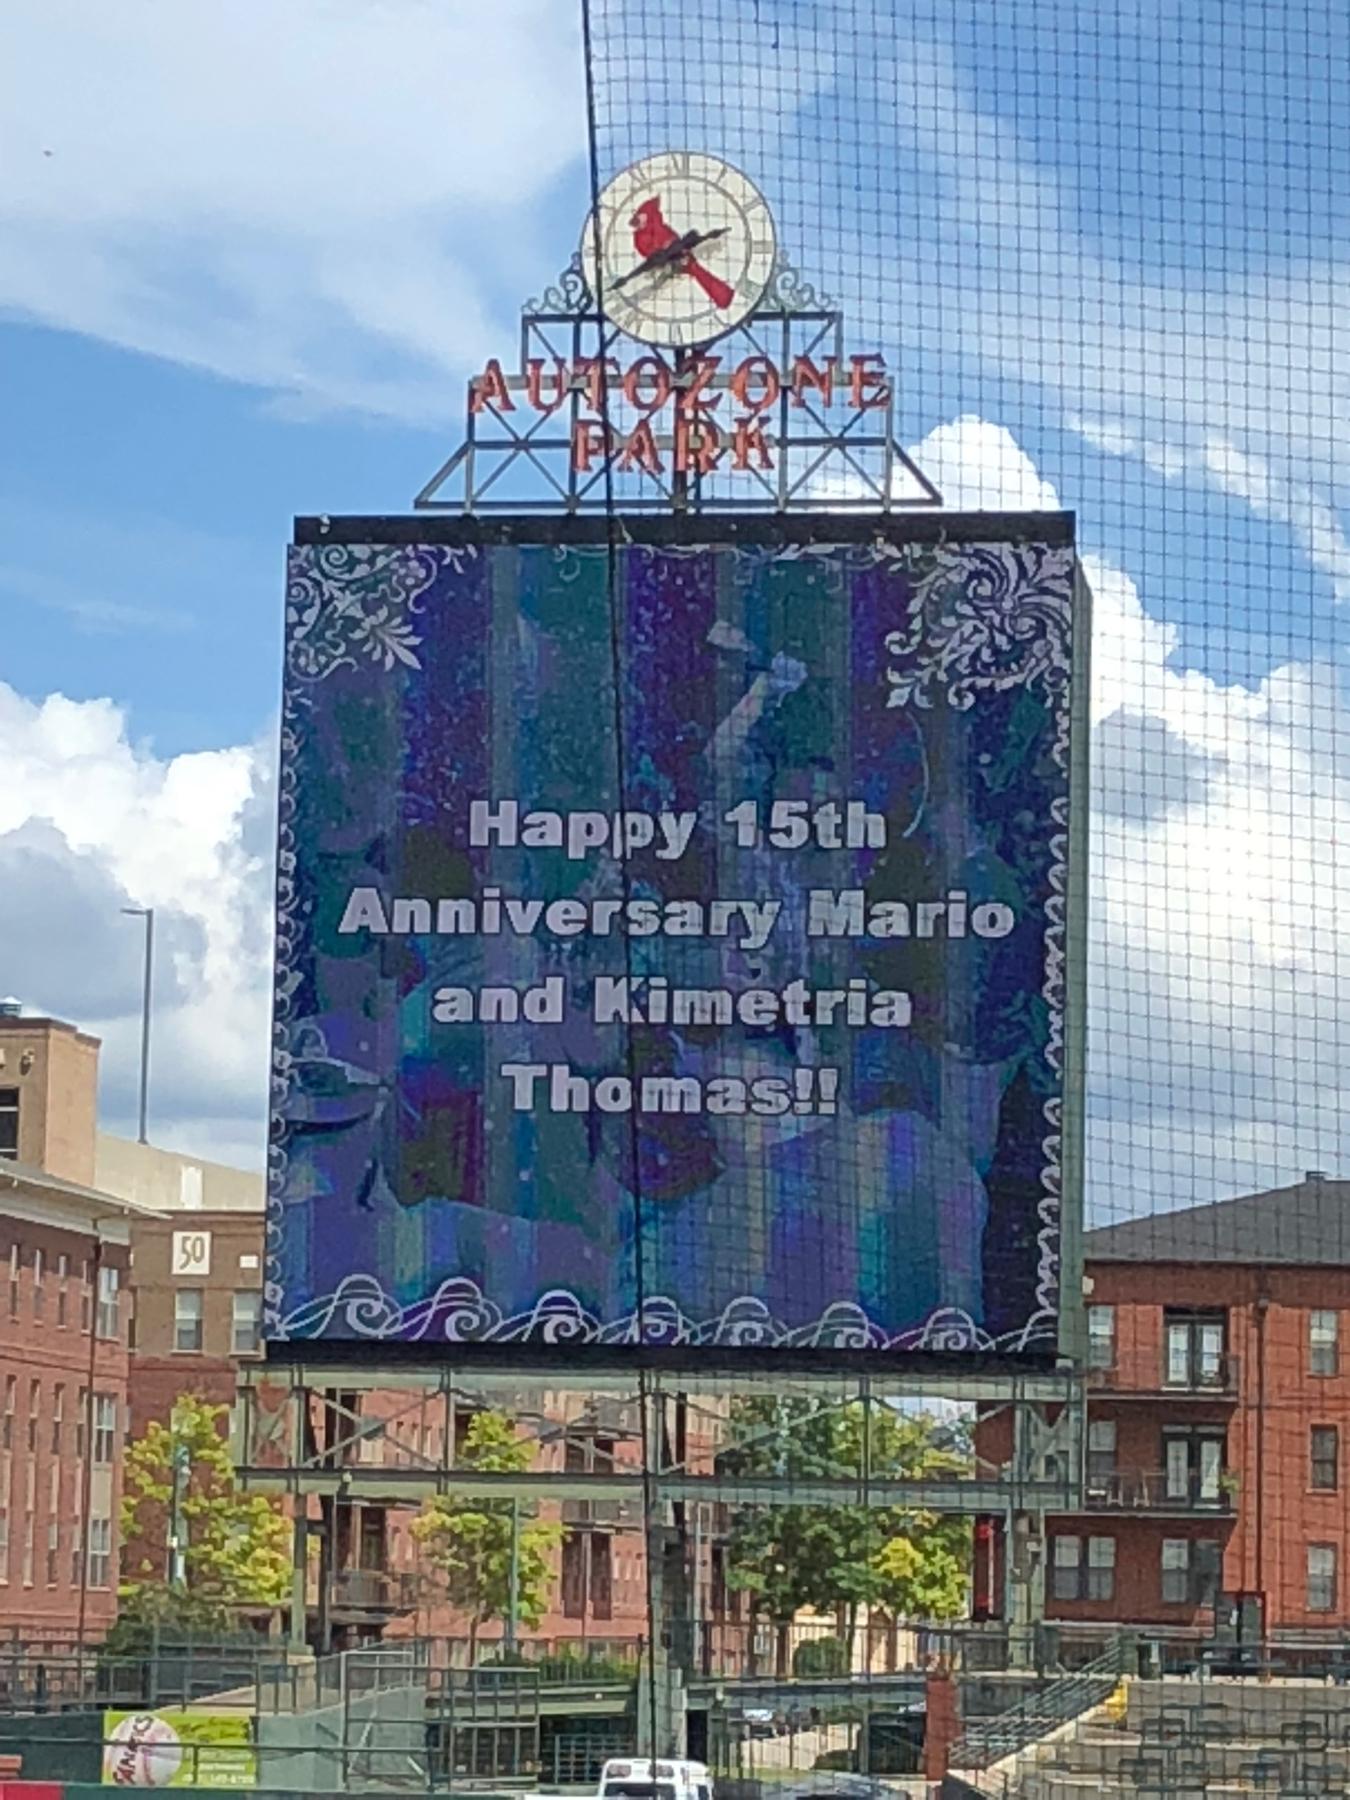 AUTOZONE
PARK
Happy 15th
Anniversary Mario
and Kimetria
Thomas!!
50